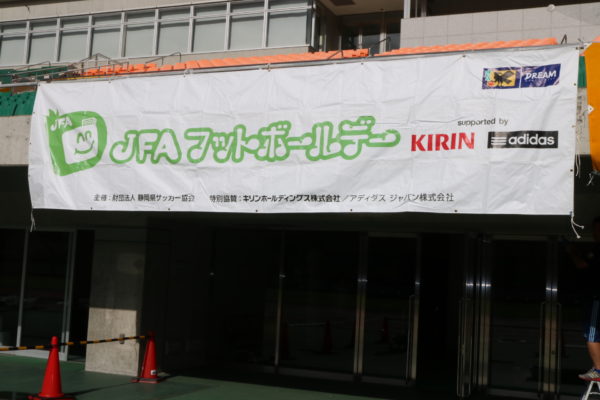 DREAM
JFA
JFA フットボールデー
supported by
KIRIN
adidas
主催：財団法人 静岡県サッカー協会 特別協賛：キリンホールディングス株式会社／アディダス ジャパン株式会社